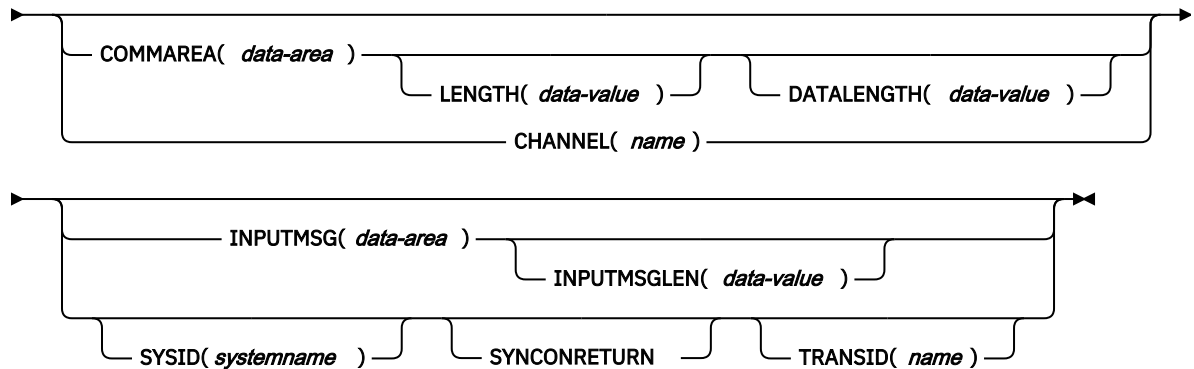 COMMAREA( data-area )
LENGTH( data-value ) DATALENGTH( data-value )
CHANNEL( name )
INPUTMSG( data-area )
INPUTMSGLEN( data-value )
SYSID( systemname ) SYNCONRETURN TRANSID( name )